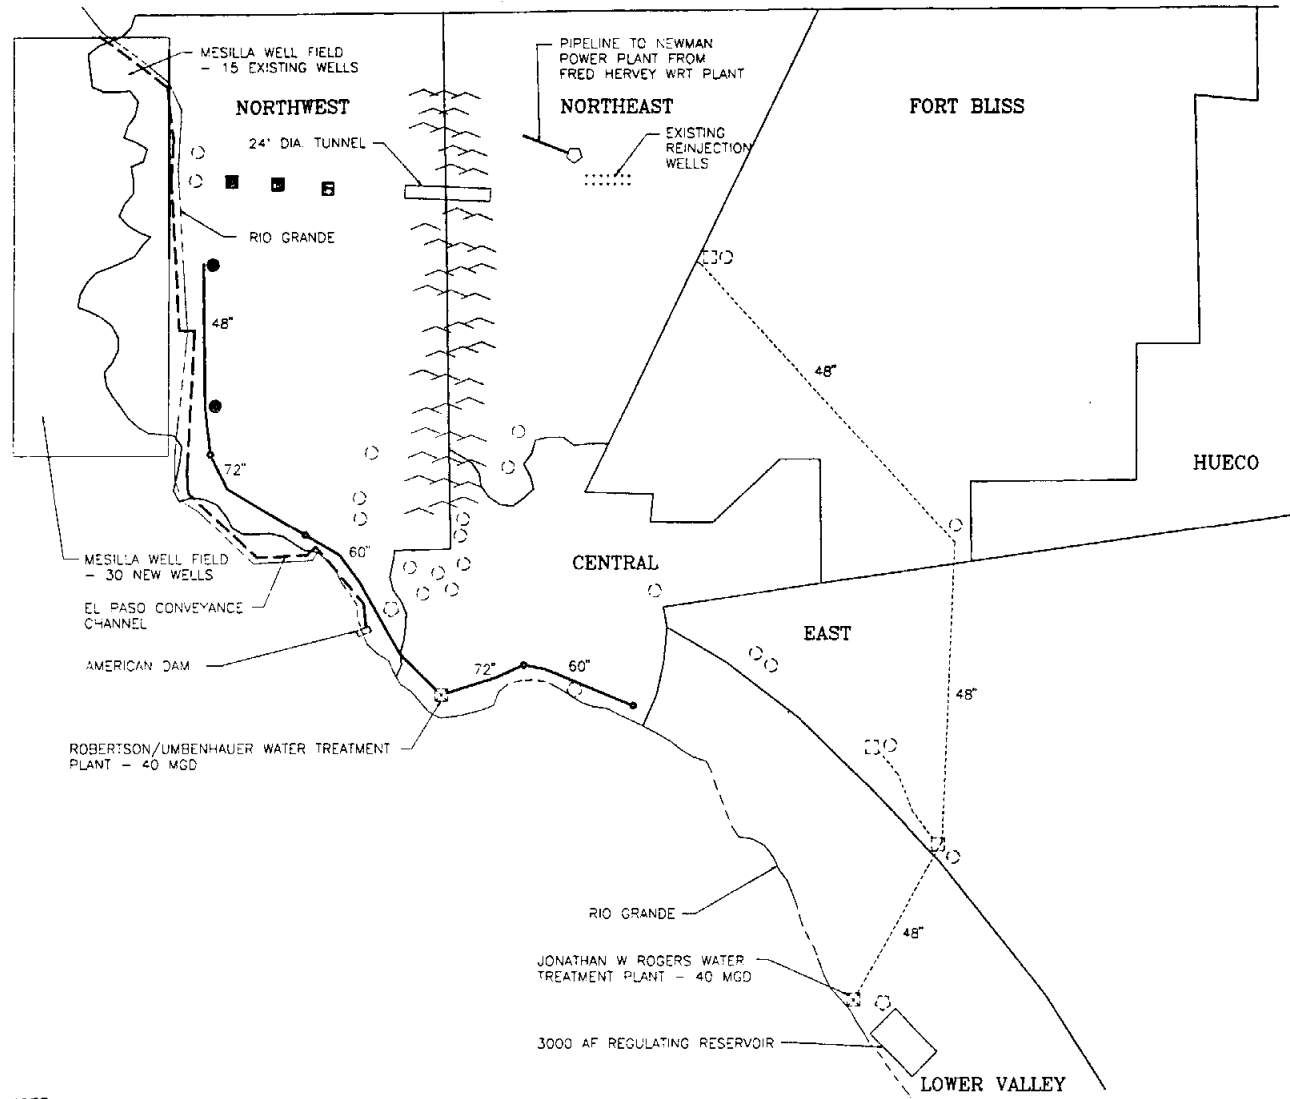 MESILLA WELL FIELD
- 15 EXISTING WELLS
PIPELINE TO NEWMAN
POWER PLANT FROM
FRED HERVEY WRT PLANT
NORTHWEST
NORTHEAST
FORT BLISS
24' DIA. TUNNEL
EXISTING
REINJECTION
WELLS
RIO GRANDE
48"
48"
72"
HUECO
60"
MESILLA WELL FIELD
- 30 NEW WELLS
CENTRAL
EL PASO CONVEYANCE
CHANNEL
EAST
AMERICAN DAM
72"
60"
48"
ROBERTSON/UMBENHAUER WATER TREATMENT
PLANT - 40 MGD
RIO GRANDE
48"
JONATHAN W ROGERS WATER
TREATMENT PLANT - 40 MGD
3000 AF REGULATING RESERVOIR
LOWER VALLEY